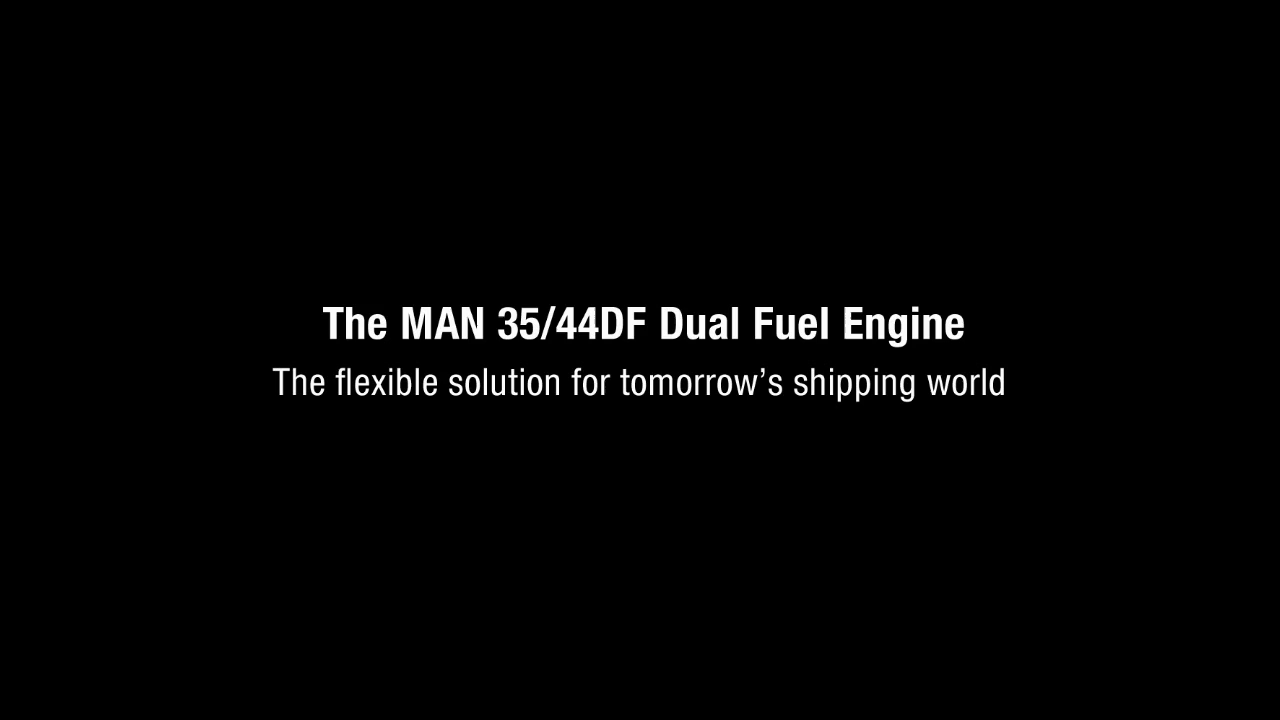 The MAN 35/44DF Dual Fuel Engine
The flexible solution for tomorrow’s shipping world